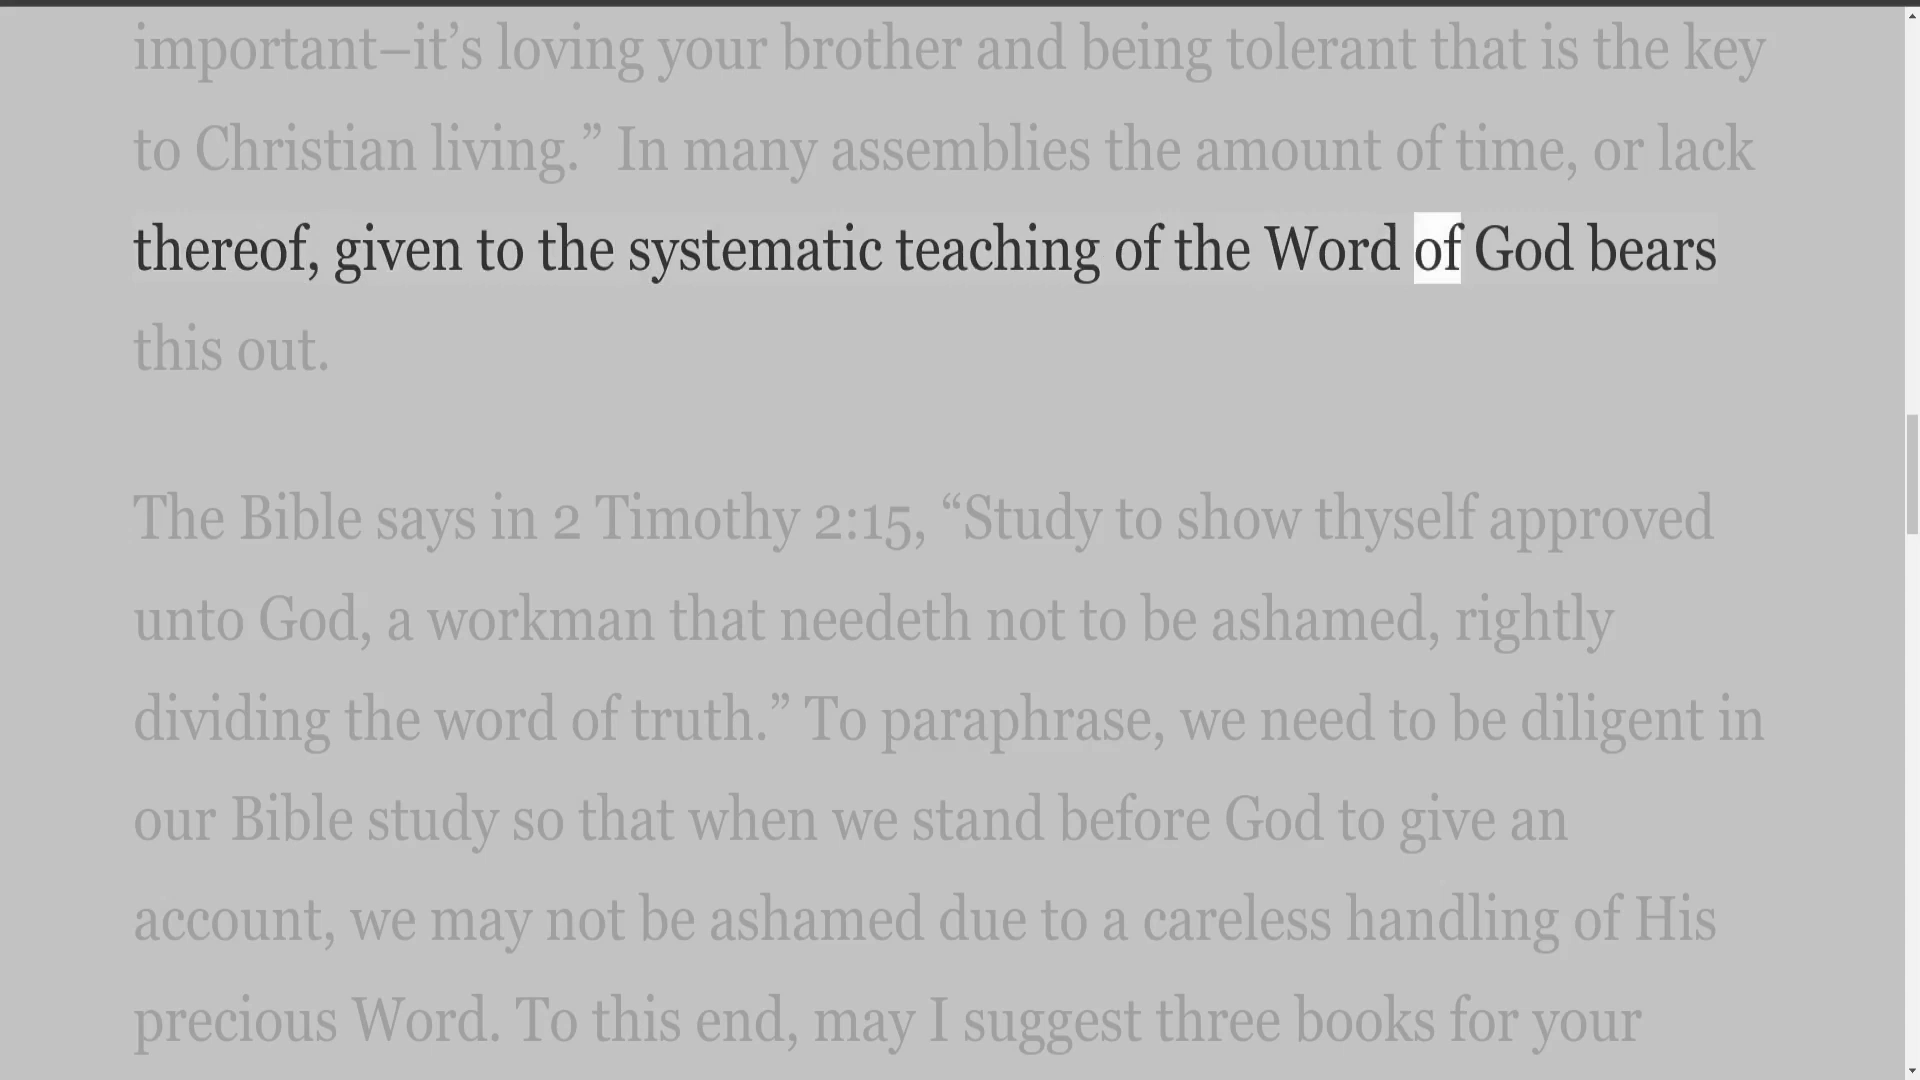 important–it’s loving your brother and being tolerant that is the key
to Christian living.” In many assemblies the amount of time, or lack
thereof, given to the systematic teaching of the Word of God bears
this out.
The Bible says in 2 Timothy 2:15, “Study to show thyself approved
unto God, a workman that needeth not to be ashamed, rightly
dividing the word of truth.” To paraphrase, we need to be diligent in
our Bible study so that when we stand before God to give an
account, we may not be ashamed due to a careless handling of His
precious Word. To this end, may I suggest three books for your